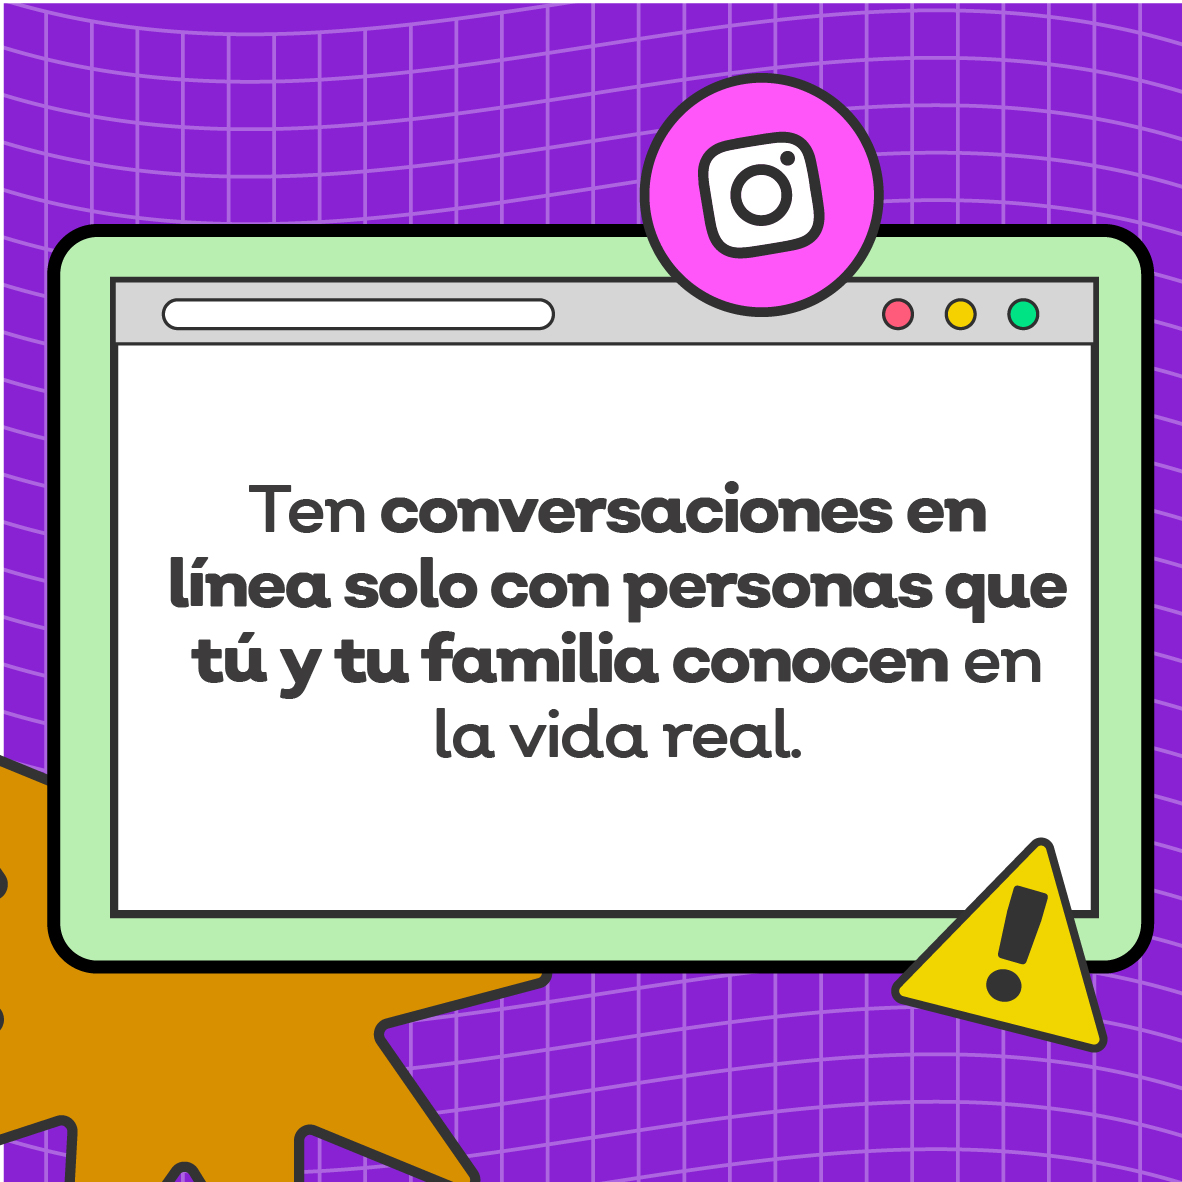 Ten conversaciones en
línea solo con personas que
tú y tu familia conocen en
la vida real.